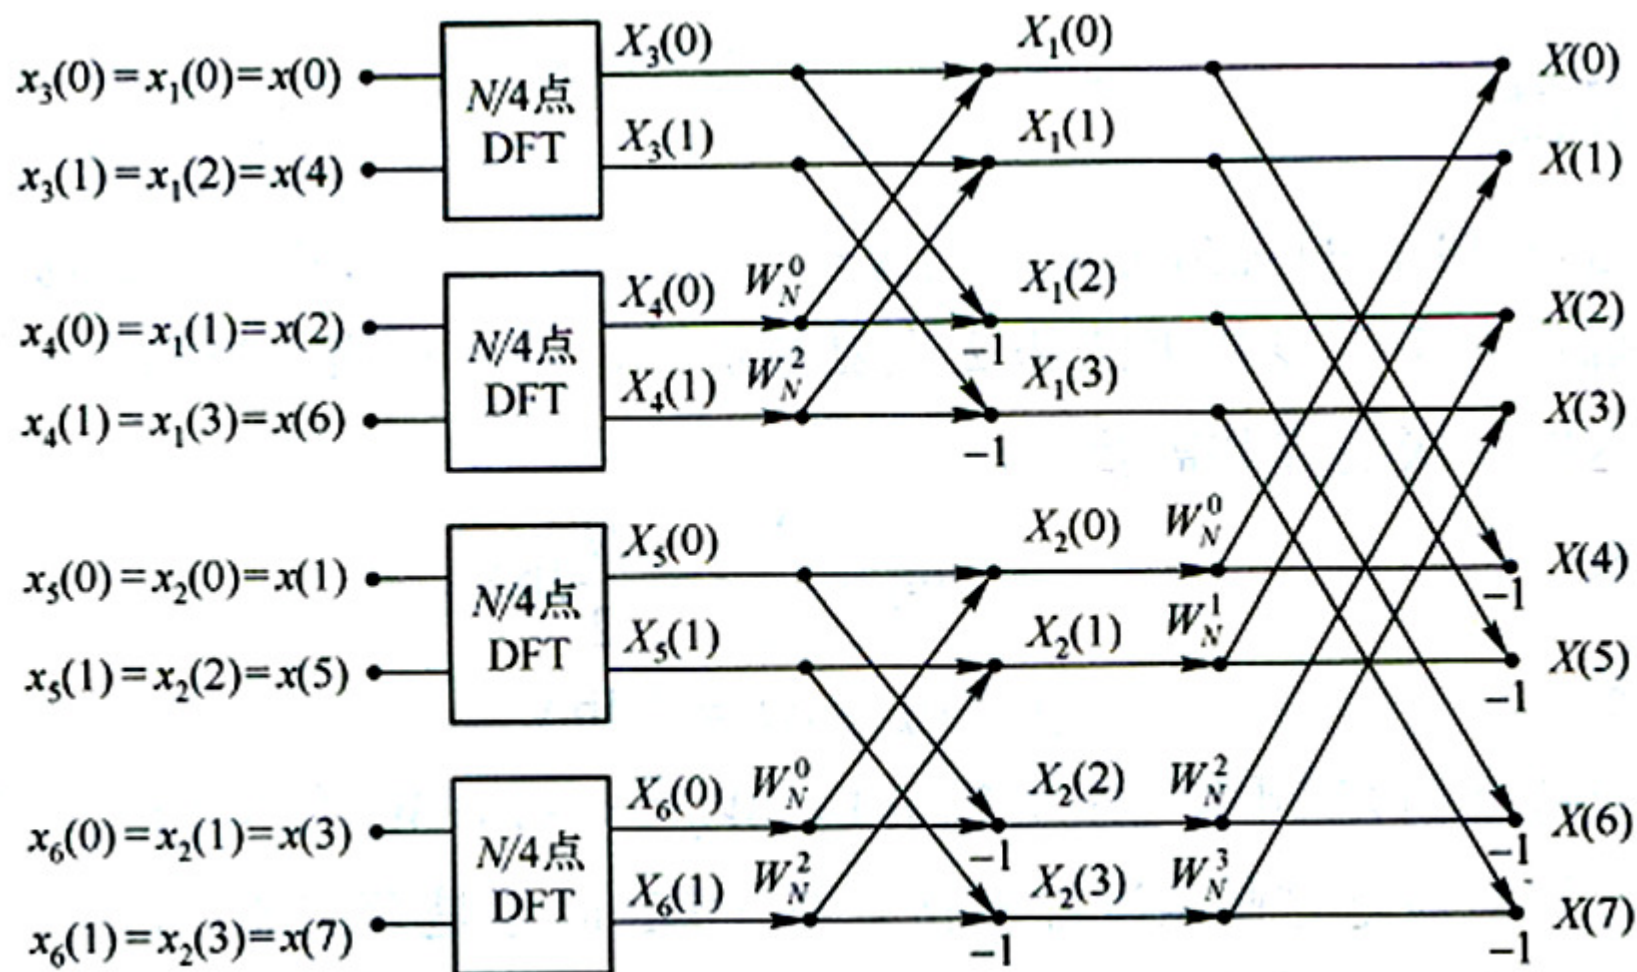 x₃(0)=x₁(0)=x(0)
x₃(1)=x₁(2)=x(4)
N/4点
DFT
X₃(0)
X₃(1)
X₁(0)
X₁(1)
X(0)
X(1)
x₄(0)=x₁(1)=x(2)
x₄(1)=x₁(3)=x(6)
N/4点
DFT
X₄(0) W_N^0
X₄(1) W_N^2
X₁(2)
-1
X₁(3)
-1
X(2)
X(3)
x₅(0)=x₂(0)=x(1)
x₅(1)=x₂(2)=x(5)
N/4点
DFT
X₅(0)
X₅(1)
X₂(0) W_N^0
X₂(1) W_N^1
X(4)
-1
X(5)
-1
x₆(0)=x₂(1)=x(3)
x₆(1)=x₂(3)=x(7)
N/4点
DFT
X₆(0) W_N^0
X₆(1) W_N^2
X₂(2) W_N^2
-1
X₂(3) W_N^3
-1
X(6)
-1
X(7)
-1